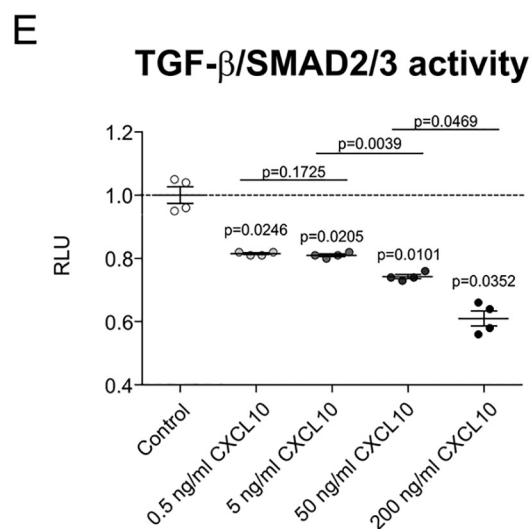 E
TGF-β/SMAD2/3 activity
p=0.0469
p=0.0039
p=0.1725
1.2
1.0
0.8
0.6
0.4
RLU
p=0.0246
p=0.0205
p=0.0101
p=0.0352
Control
0.5 ng/ml CXCL10
5 ng/ml CXCL10
50 ng/ml CXCL10
200 ng/ml CXCL10